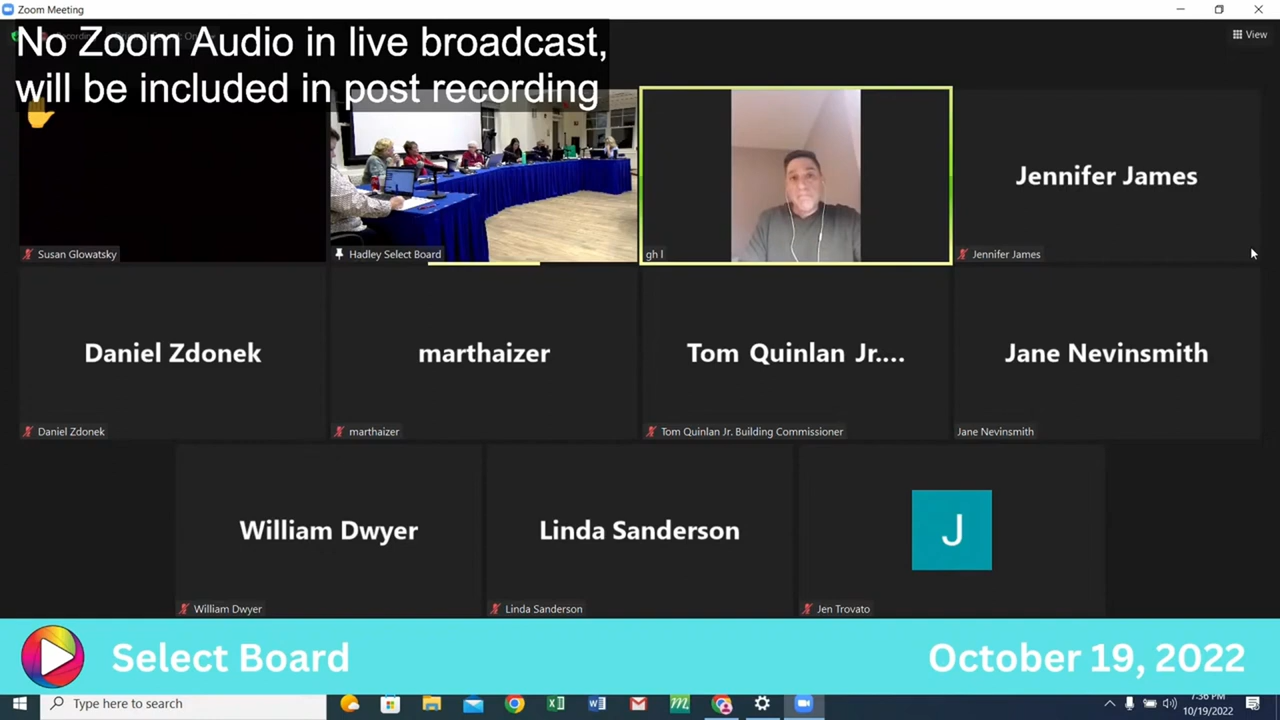 Zoom Meeting
No Zoom Audio in live broadcast,
will be included in post recording
View
Susan Glowatsky
Hadley Select Board
gh l
Jennifer James
Jennifer James
Daniel Zdonek
marthaizer
Tom Quinlan Jr....
Jane Nevinsmith
Daniel Zdonek
marthaizer
Tom Quinlan Jr. Building Commissioner
Jane Nevinsmith
William Dwyer
Linda Sanderson
J
William Dwyer
Linda Sanderson
Jen Trovato
Select Board
October 19, 2022
Type here to search
7:36 PM
10/19/2022